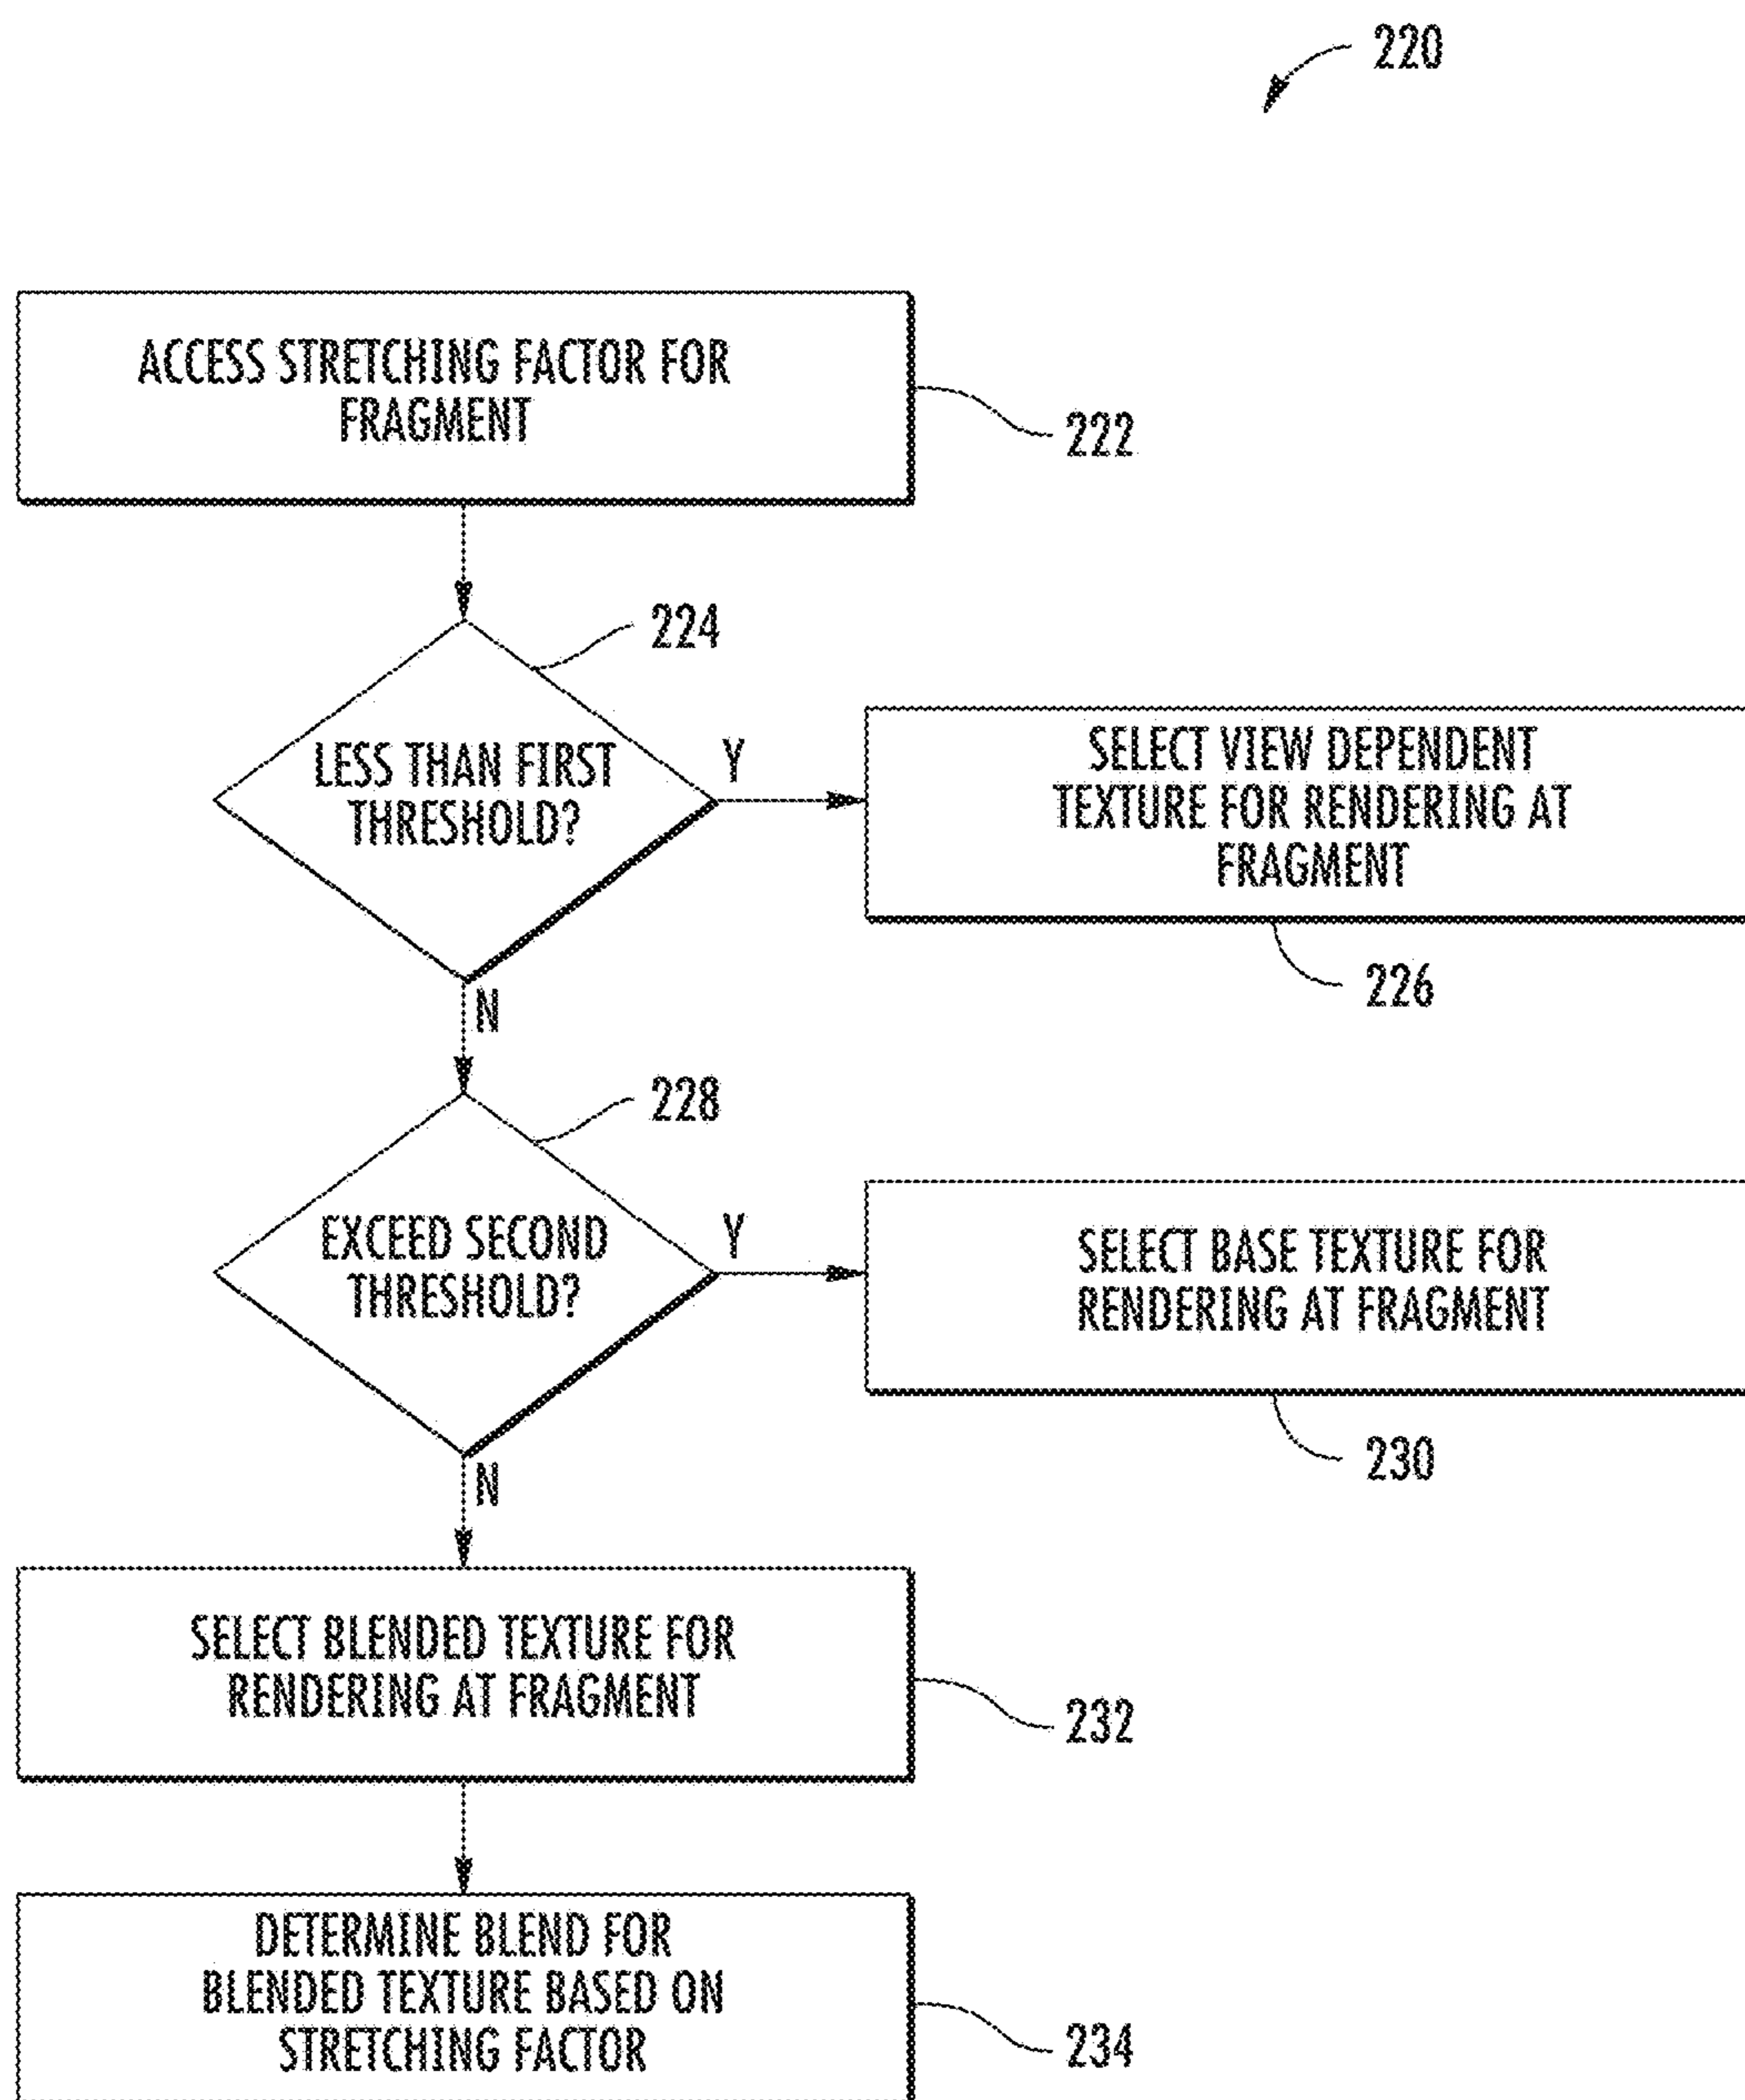 220
ACCESS STRETCHING FACTOR FOR
FRAGMENT
222
224
LESS THAN FIRST
THRESHOLD?
Y
SELECT VIEW DEPENDENT
TEXTURE FOR RENDERING AT
FRAGMENT
226
N
228
EXCEED SECOND
THRESHOLD?
Y
SELECT BASE TEXTURE FOR
RENDERING AT FRAGMENT
230
N
SELECT BLENDED TEXTURE FOR
RENDERING AT FRAGMENT
232
DETERMINE BLEND FOR
BLENDED TEXTURE BASED ON
STRETCHING FACTOR
234